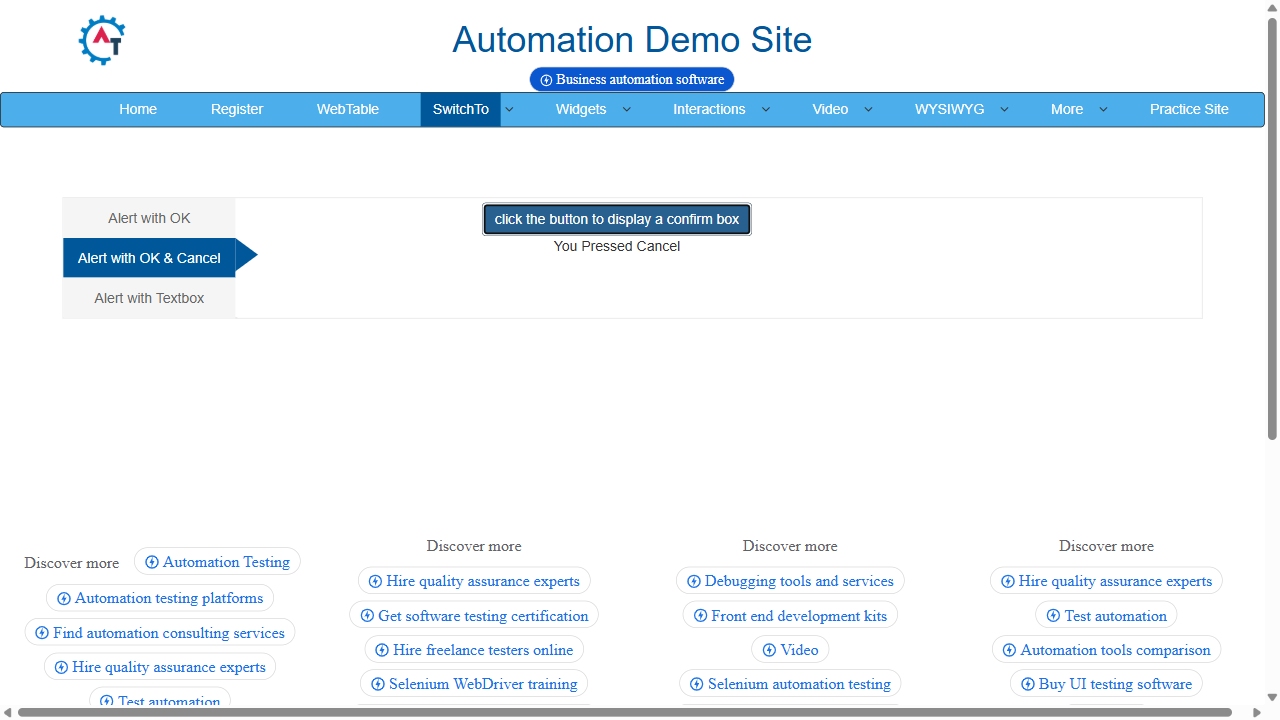 Automation Demo Site
Business automation software
Home Register WebTable SwitchTo Widgets Interactions Video WYSIWYG More Practice Site
Alert with OK
Alert with OK & Cancel
Alert with Textbox
click the button to display a confirm box
You Pressed Cancel
Discover more
Automation Testing
Automation testing platforms
Find automation consulting services
Hire quality assurance experts
Test automation
Discover more
Hire quality assurance experts
Get software testing certification
Hire freelance testers online
Selenium WebDriver training
Discover more
Debugging tools and services
Front end development kits
Video
Selenium automation testing
Discover more
Hire quality assurance experts
Test automation
Automation tools comparison
Buy UI testing software